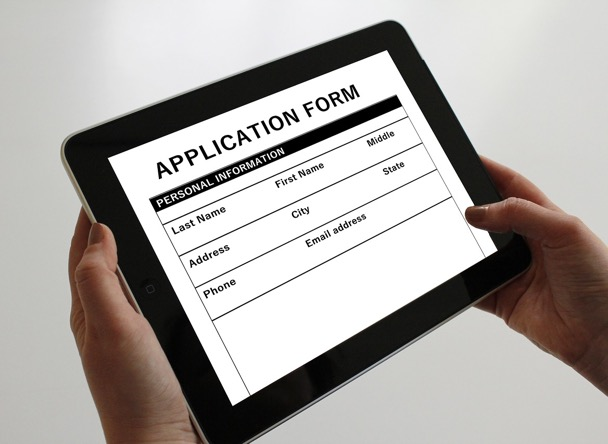 APPLICATION FORM
PERSONAL INFORMATION
Last Name First Name Middle
Address City State
Phone Email address